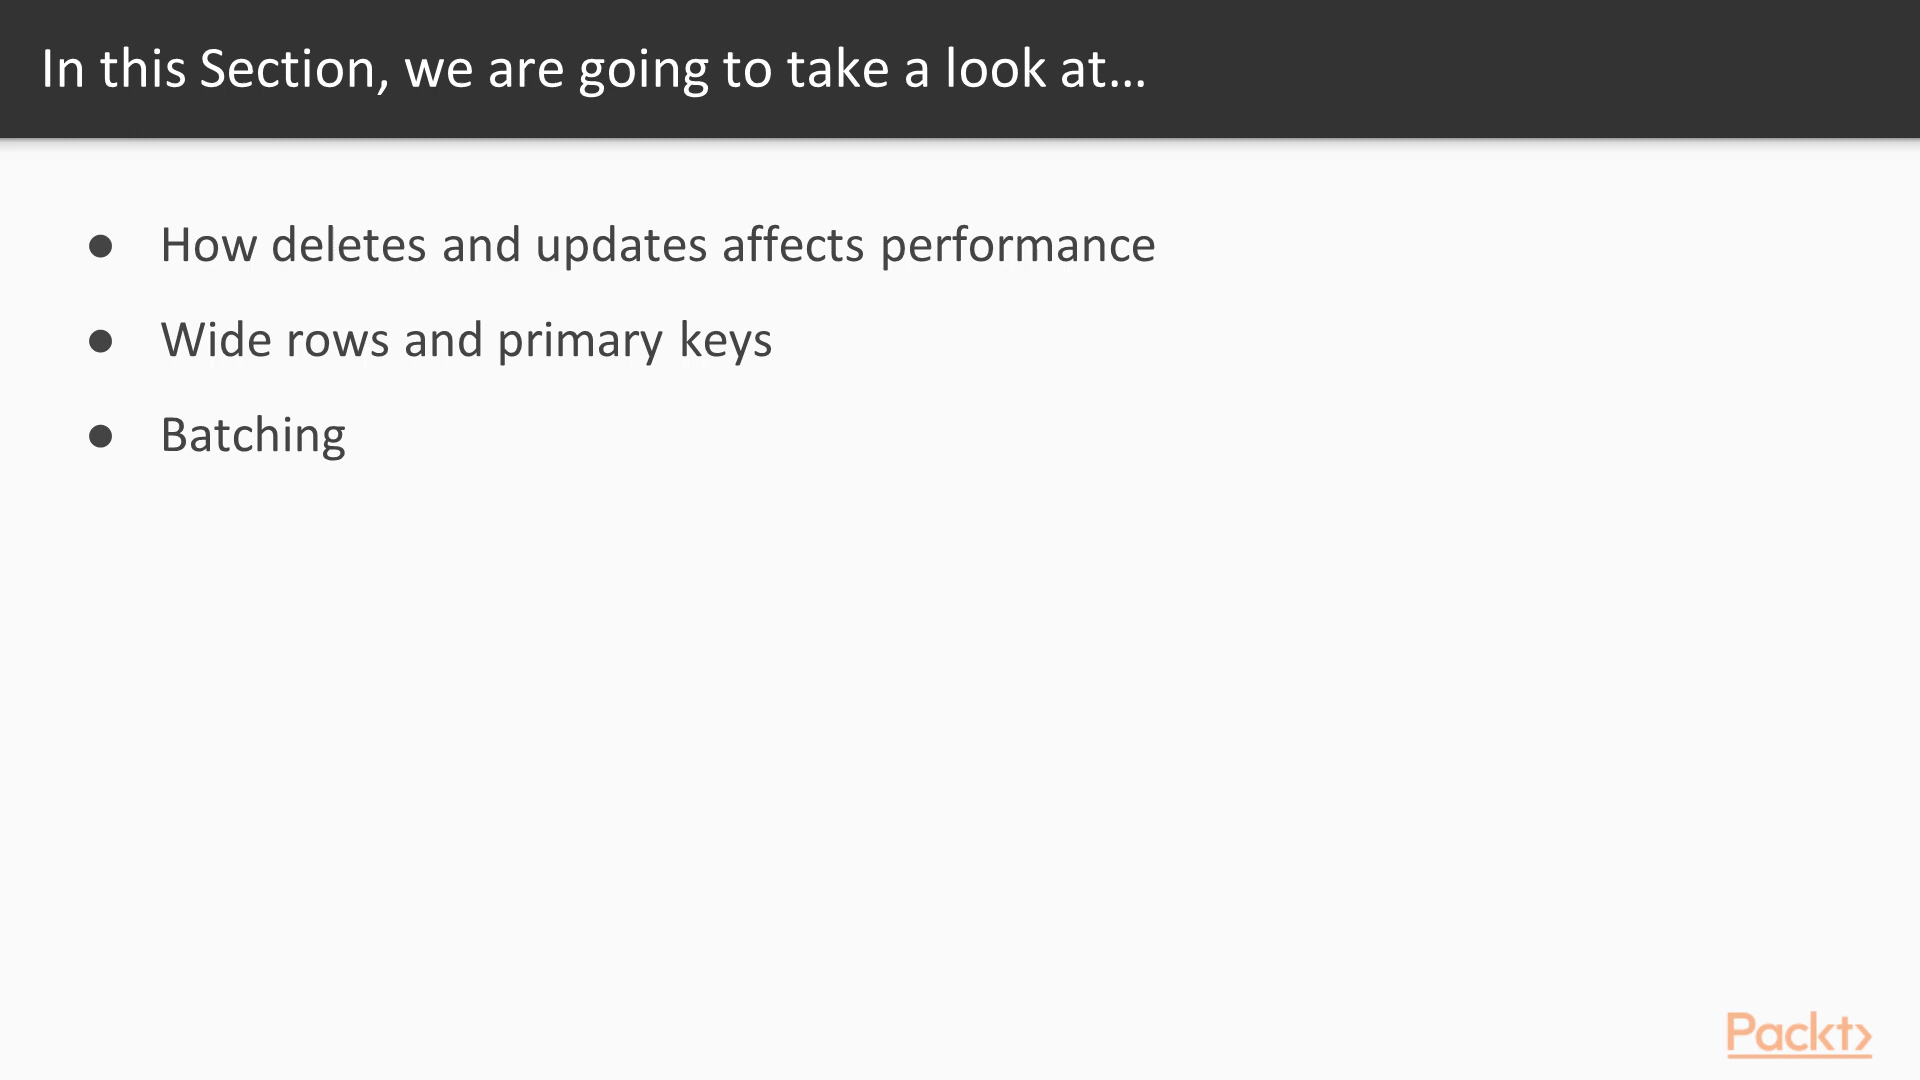 In this Section, we are going to take a look at...
● How deletes and updates affects performance
● Wide rows and primary keys
● Batching
Packt>